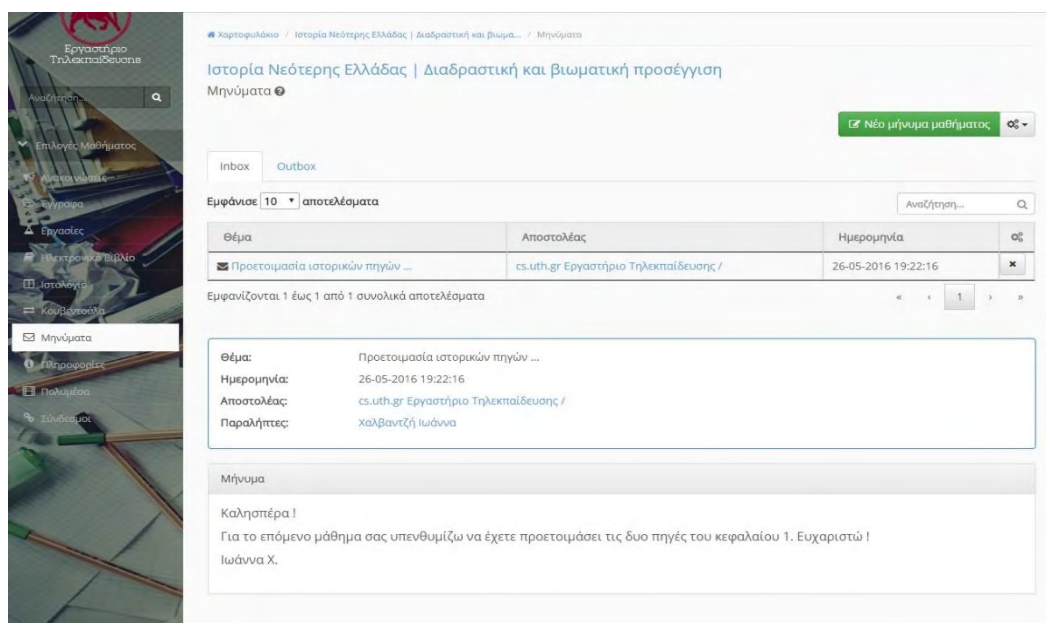 Εργαστήριο
Τηλεκπαίδευσης
Αναζήτηση...
Επιλογές Μαθήματος
Ανακοινώσεις
Έγγραφα
Εργασίες
Ηλεκτρονικό Βιβλίο
Ιστολόγιο
Κουβεντούλα
Μηνύματα
Πληροφορίες
Πολυμέσα
Σύνδεσμοι
Χαρτοφυλάκιο / Ιστορία Νεότερης Ελλάδας | Διαδραστική και βιωμα... / Μηνύματα
Ιστορία Νεότερης Ελλάδας | Διαδραστική και βιωματική προσέγγιση
Μηνύματα
Νέο μήνυμα μαθήματος
Inbox Outbox
Εμφάνισε 10 αποτελέσματα Αναζήτηση...
Θέμα Αποστολέας Ημερομηνία
Προετοιμασία ιστορικών πηγών ... cs.uth.gr Εργαστήριο Τηλεκπαίδευσης / 26-05-2016 19:22:16
Εμφανίζονται 1 έως 1 από 1 συνολικά αποτελέσματα « ‹ 1 › »
Θέμα: Προετοιμασία ιστορικών πηγών ...
Ημερομηνία: 26-05-2016 19:22:16
Αποστολέας: cs.uth.gr Εργαστήριο Τηλεκπαίδευσης /
Παραλήπτες: Χαλβαντζή Ιωάννα
Μήνυμα
Καλησπέρα !
Για το επόμενο μάθημα σας υπενθυμίζω να έχετε προετοιμάσει τις δυο πηγές του κεφαλαίου 1. Ευχαριστώ !
Ιωάννα Χ.